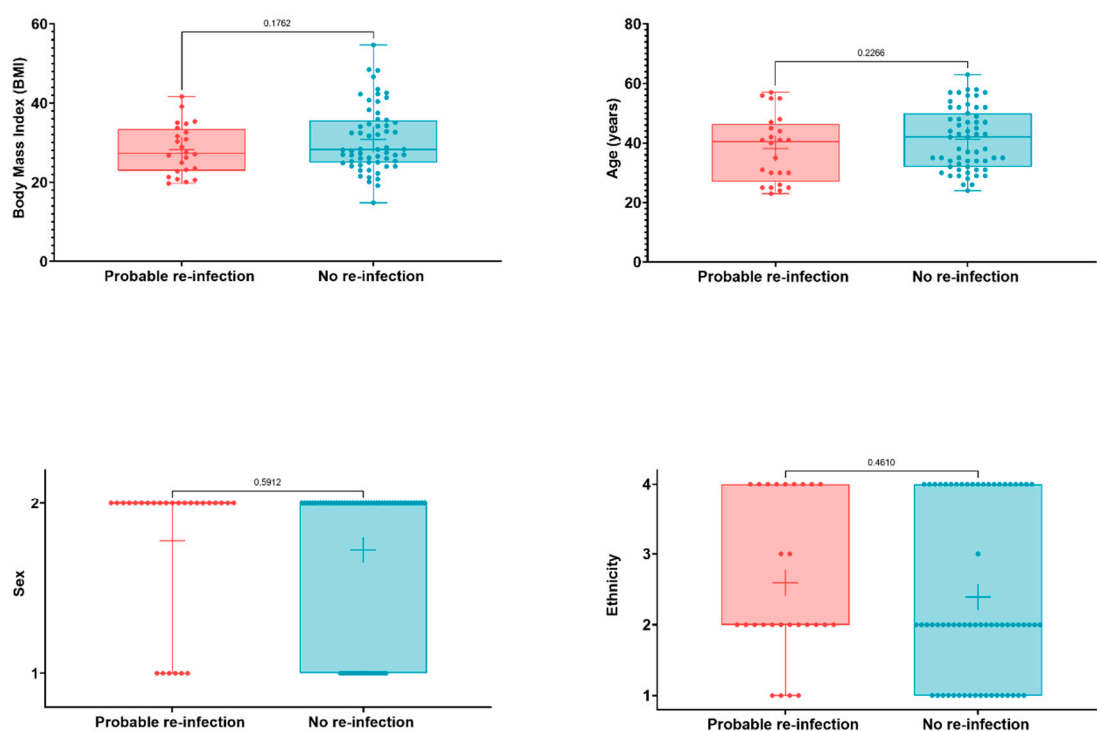 60
0.1762
40
20
0
Body Mass Index (BMI)
Probable re-infection
No re-infection
80
0.2266
60
40
20
0
Age (years)
Probable re-infection
No re-infection
0.5912
2
1
Sex
Probable re-infection
No re-infection
0.4610
4
3
2
1
Ethnicity
Probable re-infection
No re-infection